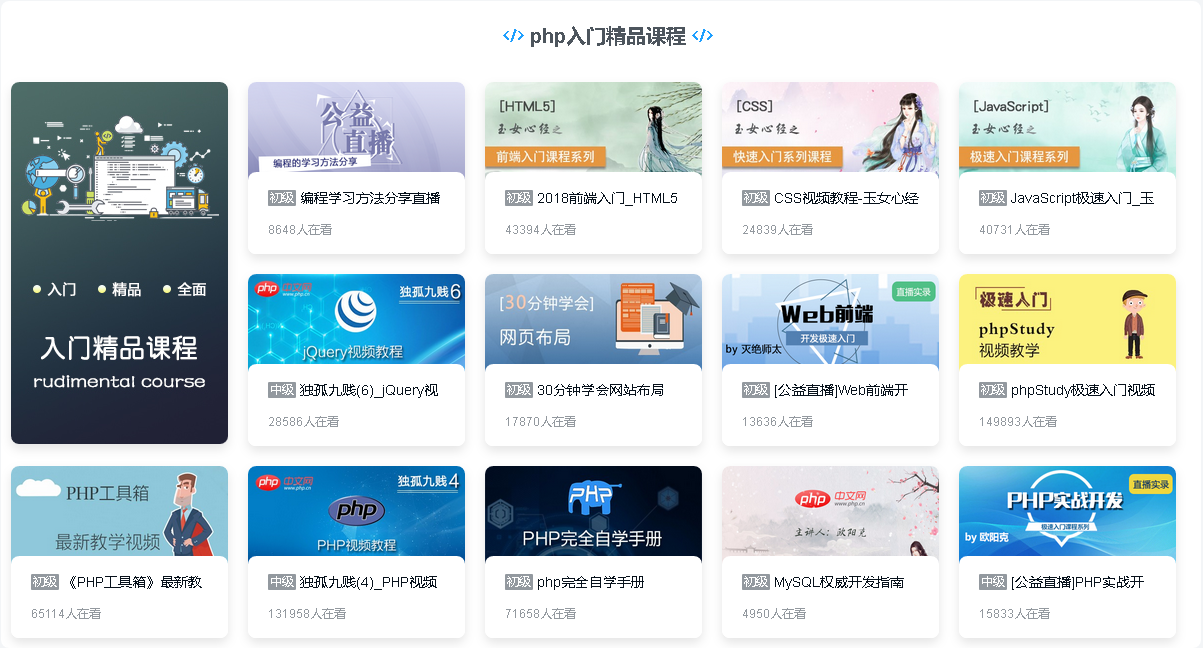 </> php入门精品课程 </>
入门 精品 全面
入门精品课程
rudimental course
公益
直播
编程的学习方法分享
初级 编程学习方法分享直播
8648人在看
[HTML5]
玉女心经之
前端入门课程系列
初级 2018前端入门_HTML5
43394人在看
[CSS]
玉女心经之
快速入门系列课程
初级 CSS视频教程-玉女心经
24839人在看
[JavaScript]
玉女心经之
极速入门课程系列
初级 JavaScript极速入门_玉
40731人在看
php 中文网 独孤九贱 6
www.php.cn
jQuery视频教程
中级 独孤九贱(6)_jQuery视
28586人在看
[30分钟学会]
网页布局
初级 30分钟学会网站布局
17870人在看
直播实录
Web前端
开发极速入门
by 灭绝师太
初级 [公益直播]Web前端开
13636人在看
极速入门
phpStudy
视频教学
初级 phpStudy极速入门视频
149893人在看
PHP工具箱
最新教学视频
初级 《PHP工具箱》最新教
65114人在看
php 中文网 独孤九贱 4
www.php.cn
php
PHP视频教程
中级 独孤九贱(4)_PHP视频
131958人在看
PHP
PHP完全自学手册
初级 php完全自学手册
71658人在看
php 中文网
www.php.cn
主讲人：欧阳克
初级 MySQL权威开发指南
4950人在看
直播实录
PHP实战开发
极速入门课程系列
by 欧阳克
中级 [公益直播]PHP实战开
15833人在看